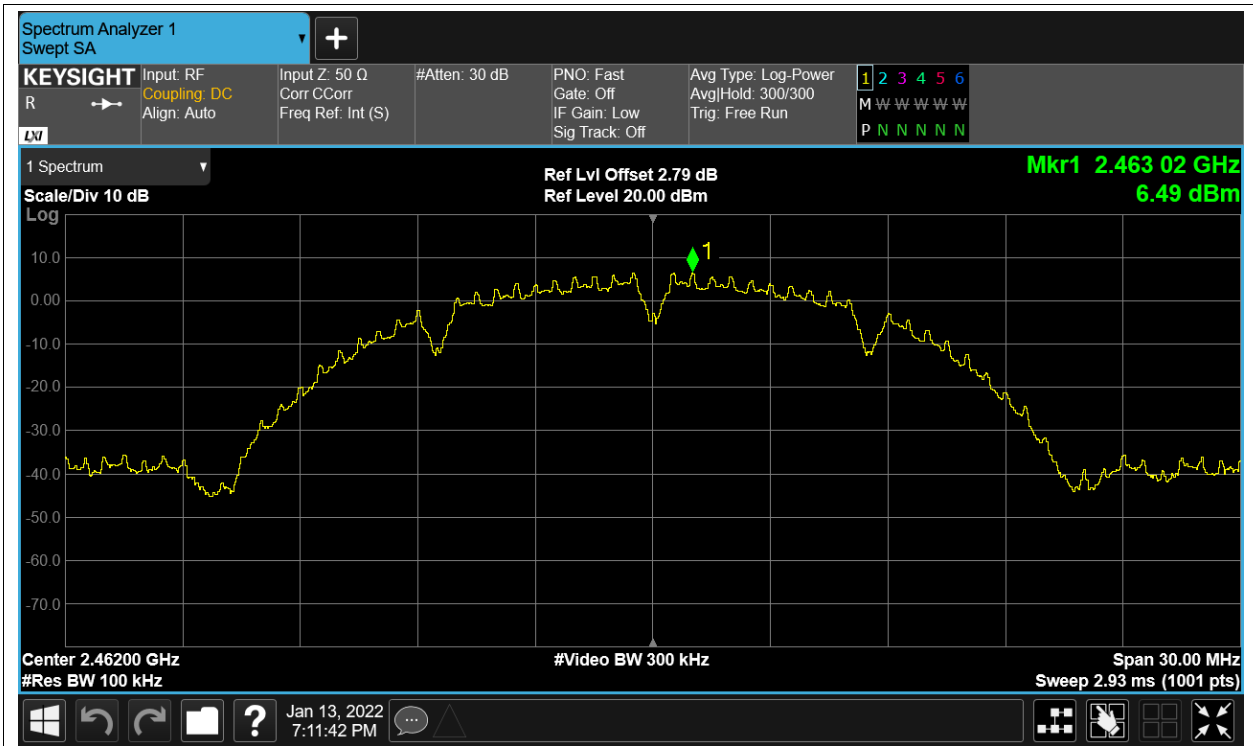 Spectrum Analyzer 1
Swept SA
KEYSIGHT
R
LXI
Input: RF
Coupling: DC
Align: Auto
Input Z: 50 Ω
Corr CCorr
Freq Ref: Int (S)
#Atten: 30 dB
PNO: Fast
Gate: Off
IF Gain: Low
Sig Track: Off
Avg Type: Log-Power
Avg|Hold: 300/300
Trig: Free Run
1 2 3 4 5 6
M W W W W W
P N N N N N
1 Spectrum
Scale/Div 10 dB
Ref Lvl Offset 2.79 dB
Ref Level 20.00 dBm
Mkr1 2.463 02 GHz
6.49 dBm
Log
1
10.0
0.00
-10.0
-20.0
-30.0
-40.0
-50.0
-60.0
-70.0
Center 2.46200 GHz
#Video BW 300 kHz
Span 30.00 MHz
#Res BW 100 kHz
Sweep 2.93 ms (1001 pts)
?
Jan 13, 2022
7:11:42 PM